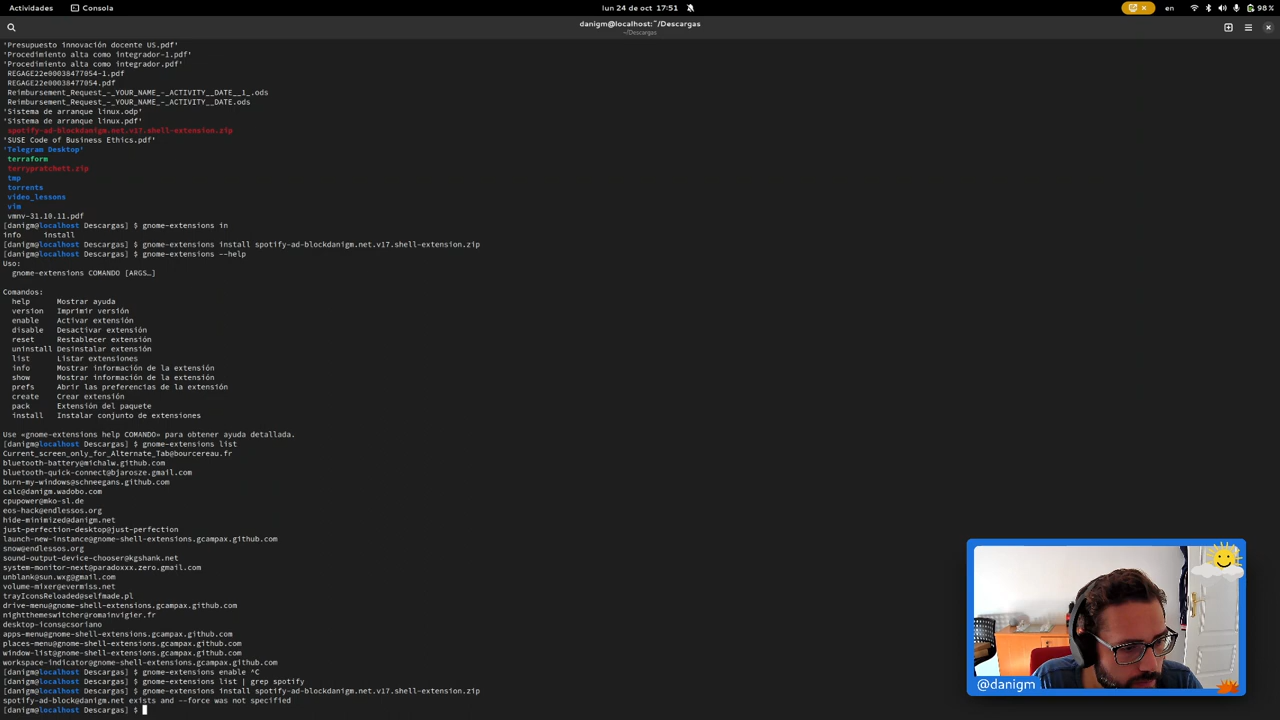 Actividades
Consola
lun 24 de oct 17:51
en
98 %
danigm@localhost:~/Descargas
~/Descargas
'Presupuesto innovación docente US.pdf'
'Procedimiento alta como integrador-1.pdf'
'Procedimiento alta como integrador.pdf'
REGAGE22e00038477054-1.pdf
REGAGE22e00038477054.pdf
Reimbursement_Request_-_YOUR_NAME_-_ACTIVITY__DATE__1_.ods
Reimbursement_Request_-_YOUR_NAME_-_ACTIVITY__DATE.ods
'Sistema de arranque linux.odp'
'Sistema de arranque linux.pdf'
spotify-ad-blockdanigm.net.v17.shell-extension.zip
'SUSE Code of Business Ethics.pdf'
'Telegram Desktop'
terraform
terrypratchett.zip
tmp
torrents
video_lessons
vim
vmnv-31.10.11.pdf
[danigm@localhost Descargas] $ gnome-extensions in
info install
[danigm@localhost Descargas] $ gnome-extensions install spotify-ad-blockdanigm.net.v17.shell-extension.zip
[danigm@localhost Descargas] $ gnome-extensions --help
Uso:
gnome-extensions COMANDO [ARGS…]
Comandos:
help Mostrar ayuda
version Imprimir versión
enable Activar extensión
disable Desactivar extensión
reset Restablecer extensión
uninstall Desinstalar extensión
list Listar extensiones
info Mostrar información de la extensión
show Mostrar información de la extensión
prefs Abrir las preferencias de la extensión
create Crear extensión
pack Extensión del paquete
install Instalar conjunto de extensiones
Use «gnome-extensions help COMANDO» para obtener ayuda detallada.
[danigm@localhost Descargas] $ gnome-extensions list
Current_screen_only_for_Alternate_Tab@bourcereau.fr
bluetooth-battery@michalw.github.com
bluetooth-quick-connect@bjarosze.gmail.com
burn-my-windows@schneegans.github.com
calc@danigm.wadobo.com
cpupower@mko-sl.de
eos-hack@endlessos.org
hide-minimized@danigm.net
just-perfection-desktop@just-perfection
launch-new-instance@gnome-shell-extensions.gcampax.github.com
snow@endlessos.org
sound-output-device-chooser@kgshank.net
system-monitor-next@paradoxxx.zero.gmail.com
unblank@sun.wxg@gmail.com
volume-mixer@evermiss.net
trayIconsReloaded@selfmade.pl
drive-menu@gnome-shell-extensions.gcampax.github.com
nightthemeswitcher@romainvigier.fr
desktop-icons@csoriano
apps-menu@gnome-shell-extensions.gcampax.github.com
places-menu@gnome-shell-extensions.gcampax.github.com
window-list@gnome-shell-extensions.gcampax.github.com
workspace-indicator@gnome-shell-extensions.gcampax.github.com
[danigm@localhost Descargas] $ gnome-extensions enable ^C
[danigm@localhost Descargas] $ gnome-extensions list | grep spotify
[danigm@localhost Descargas] $ gnome-extensions install spotify-ad-blockdanigm.net.v17.shell-extension.zip
spotify-ad-block@danigm.net exists and --force was not specified
[danigm@localhost Descargas] $
@danigm